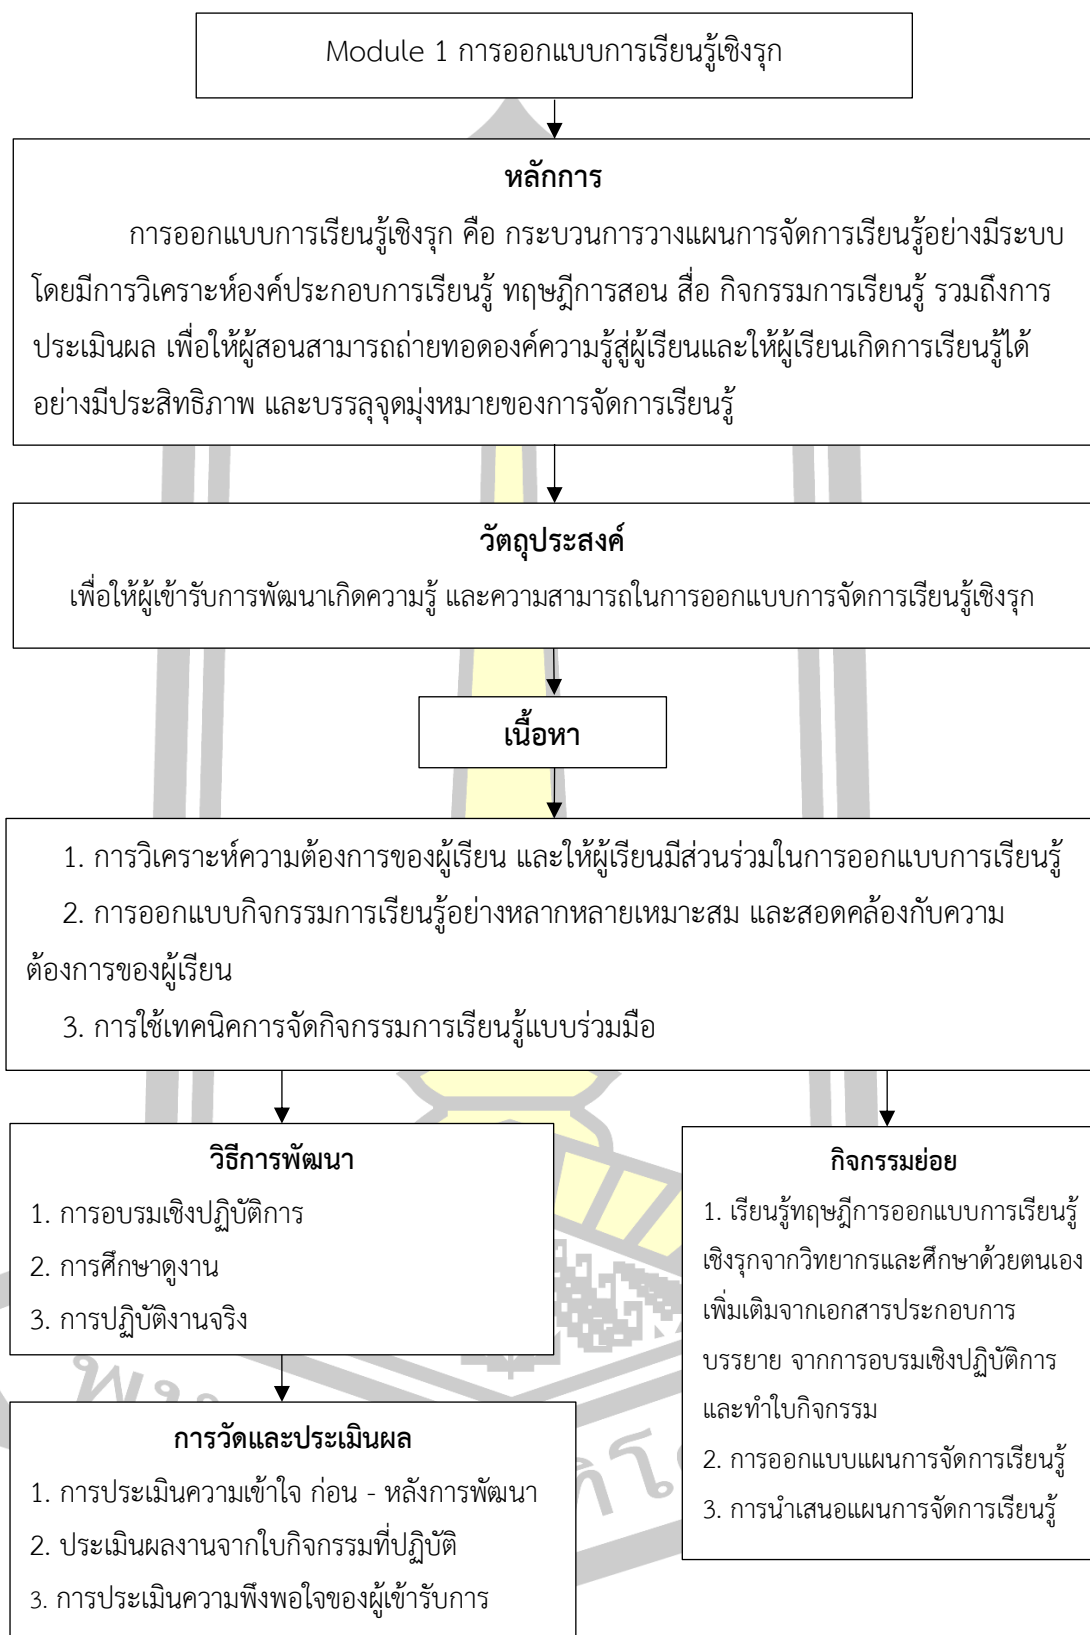 Module 1 การออกแบบการเรียนรู้เชิงรุก
หลักการ
การออกแบบการเรียนรู้เชิงรุก คือ กระบวนการวางแผนการจัดการเรียนรู้อย่างมีระบบ
โดยมีการวิเคราะห์องค์ประกอบการเรียนรู้ ทฤษฎีการสอน สื่อ กิจกรรมการเรียนรู้ รวมถึงการ
ประเมินผล เพื่อให้ผู้สอนสามารถถ่ายทอดองค์ความรู้สู่ผู้เรียนและให้ผู้เรียนเกิดการเรียนรู้ได้
อย่างมีประสิทธิภาพ และบรรลุจุดมุ่งหมายของการจัดการเรียนรู้
วัตถุประสงค์
เพื่อให้ผู้เข้ารับการพัฒนาเกิดความรู้ และความสามารถในการออกแบบการจัดการเรียนรู้เชิงรุก
เนื้อหา
1. การวิเคราะห์ความต้องการของผู้เรียน และให้ผู้เรียนมีส่วนร่วมในการออกแบบการเรียนรู้
2. การออกแบบกิจกรรมการเรียนรู้อย่างหลากหลายเหมาะสม และสอดคล้องกับความ
ต้องการของผู้เรียน
3. การใช้เทคนิคการจัดกิจกรรมการเรียนรู้แบบร่วมมือ
วิธีการพัฒนา
1. การอบรมเชิงปฏิบัติการ
2. การศึกษาดูงาน
3. การปฏิบัติงานจริง
การวัดและประเมินผล
1. การประเมินความเข้าใจ ก่อน - หลังการพัฒนา
2. ประเมินผลงานจากใบกิจกรรมที่ปฏิบัติ
3. การประเมินความพึงพอใจของผู้เข้ารับการ
กิจกรรมย่อย
1. เรียนรู้ทฤษฎีการออกแบบการเรียนรู้
เชิงรุกจากวิทยากรและศึกษาด้วยตนเอง
เพิ่มเติมจากเอกสารประกอบการ
บรรยาย จากการอบรมเชิงปฏิบัติการ
และทำใบกิจกรรม
2. การออกแบบแผนการจัดการเรียนรู้
3. การนำเสนอแผนการจัดการเรียนรู้